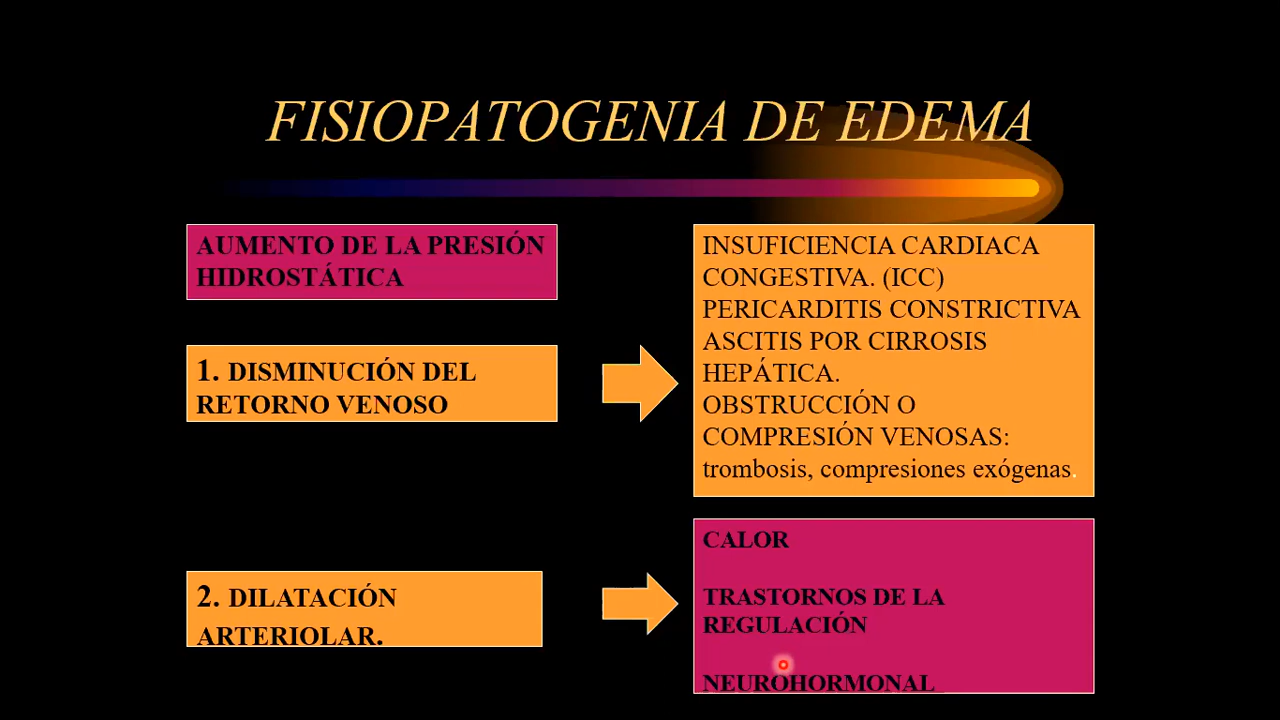 FISIOPATOGENIA DE EDEMA
AUMENTO DE LA PRESIÓN
HIDROSTÁTICA
1. DISMINUCIÓN DEL
RETORNO VENOSO
INSUFICIENCIA CARDIACA
CONGESTIVA. (ICC)
PERICARDITIS CONSTRICTIVA
ASCITIS POR CIRROSIS
HEPÁTICA.
OBSTRUCCIÓN O
COMPRESIÓN VENOSAS:
trombosis, compresiones exógenas.
2. DILATACIÓN
ARTERIOLAR.
CALOR
TRASTORNOS DE LA
REGULACIÓN
NEUROHORMONAL